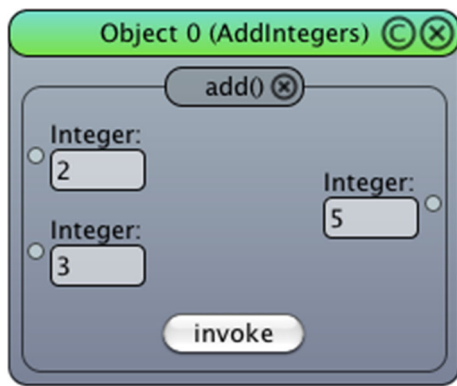 Object 0 (AddIntegers) C
add()
Integer:
2
Integer:
5
Integer:
3
invoke